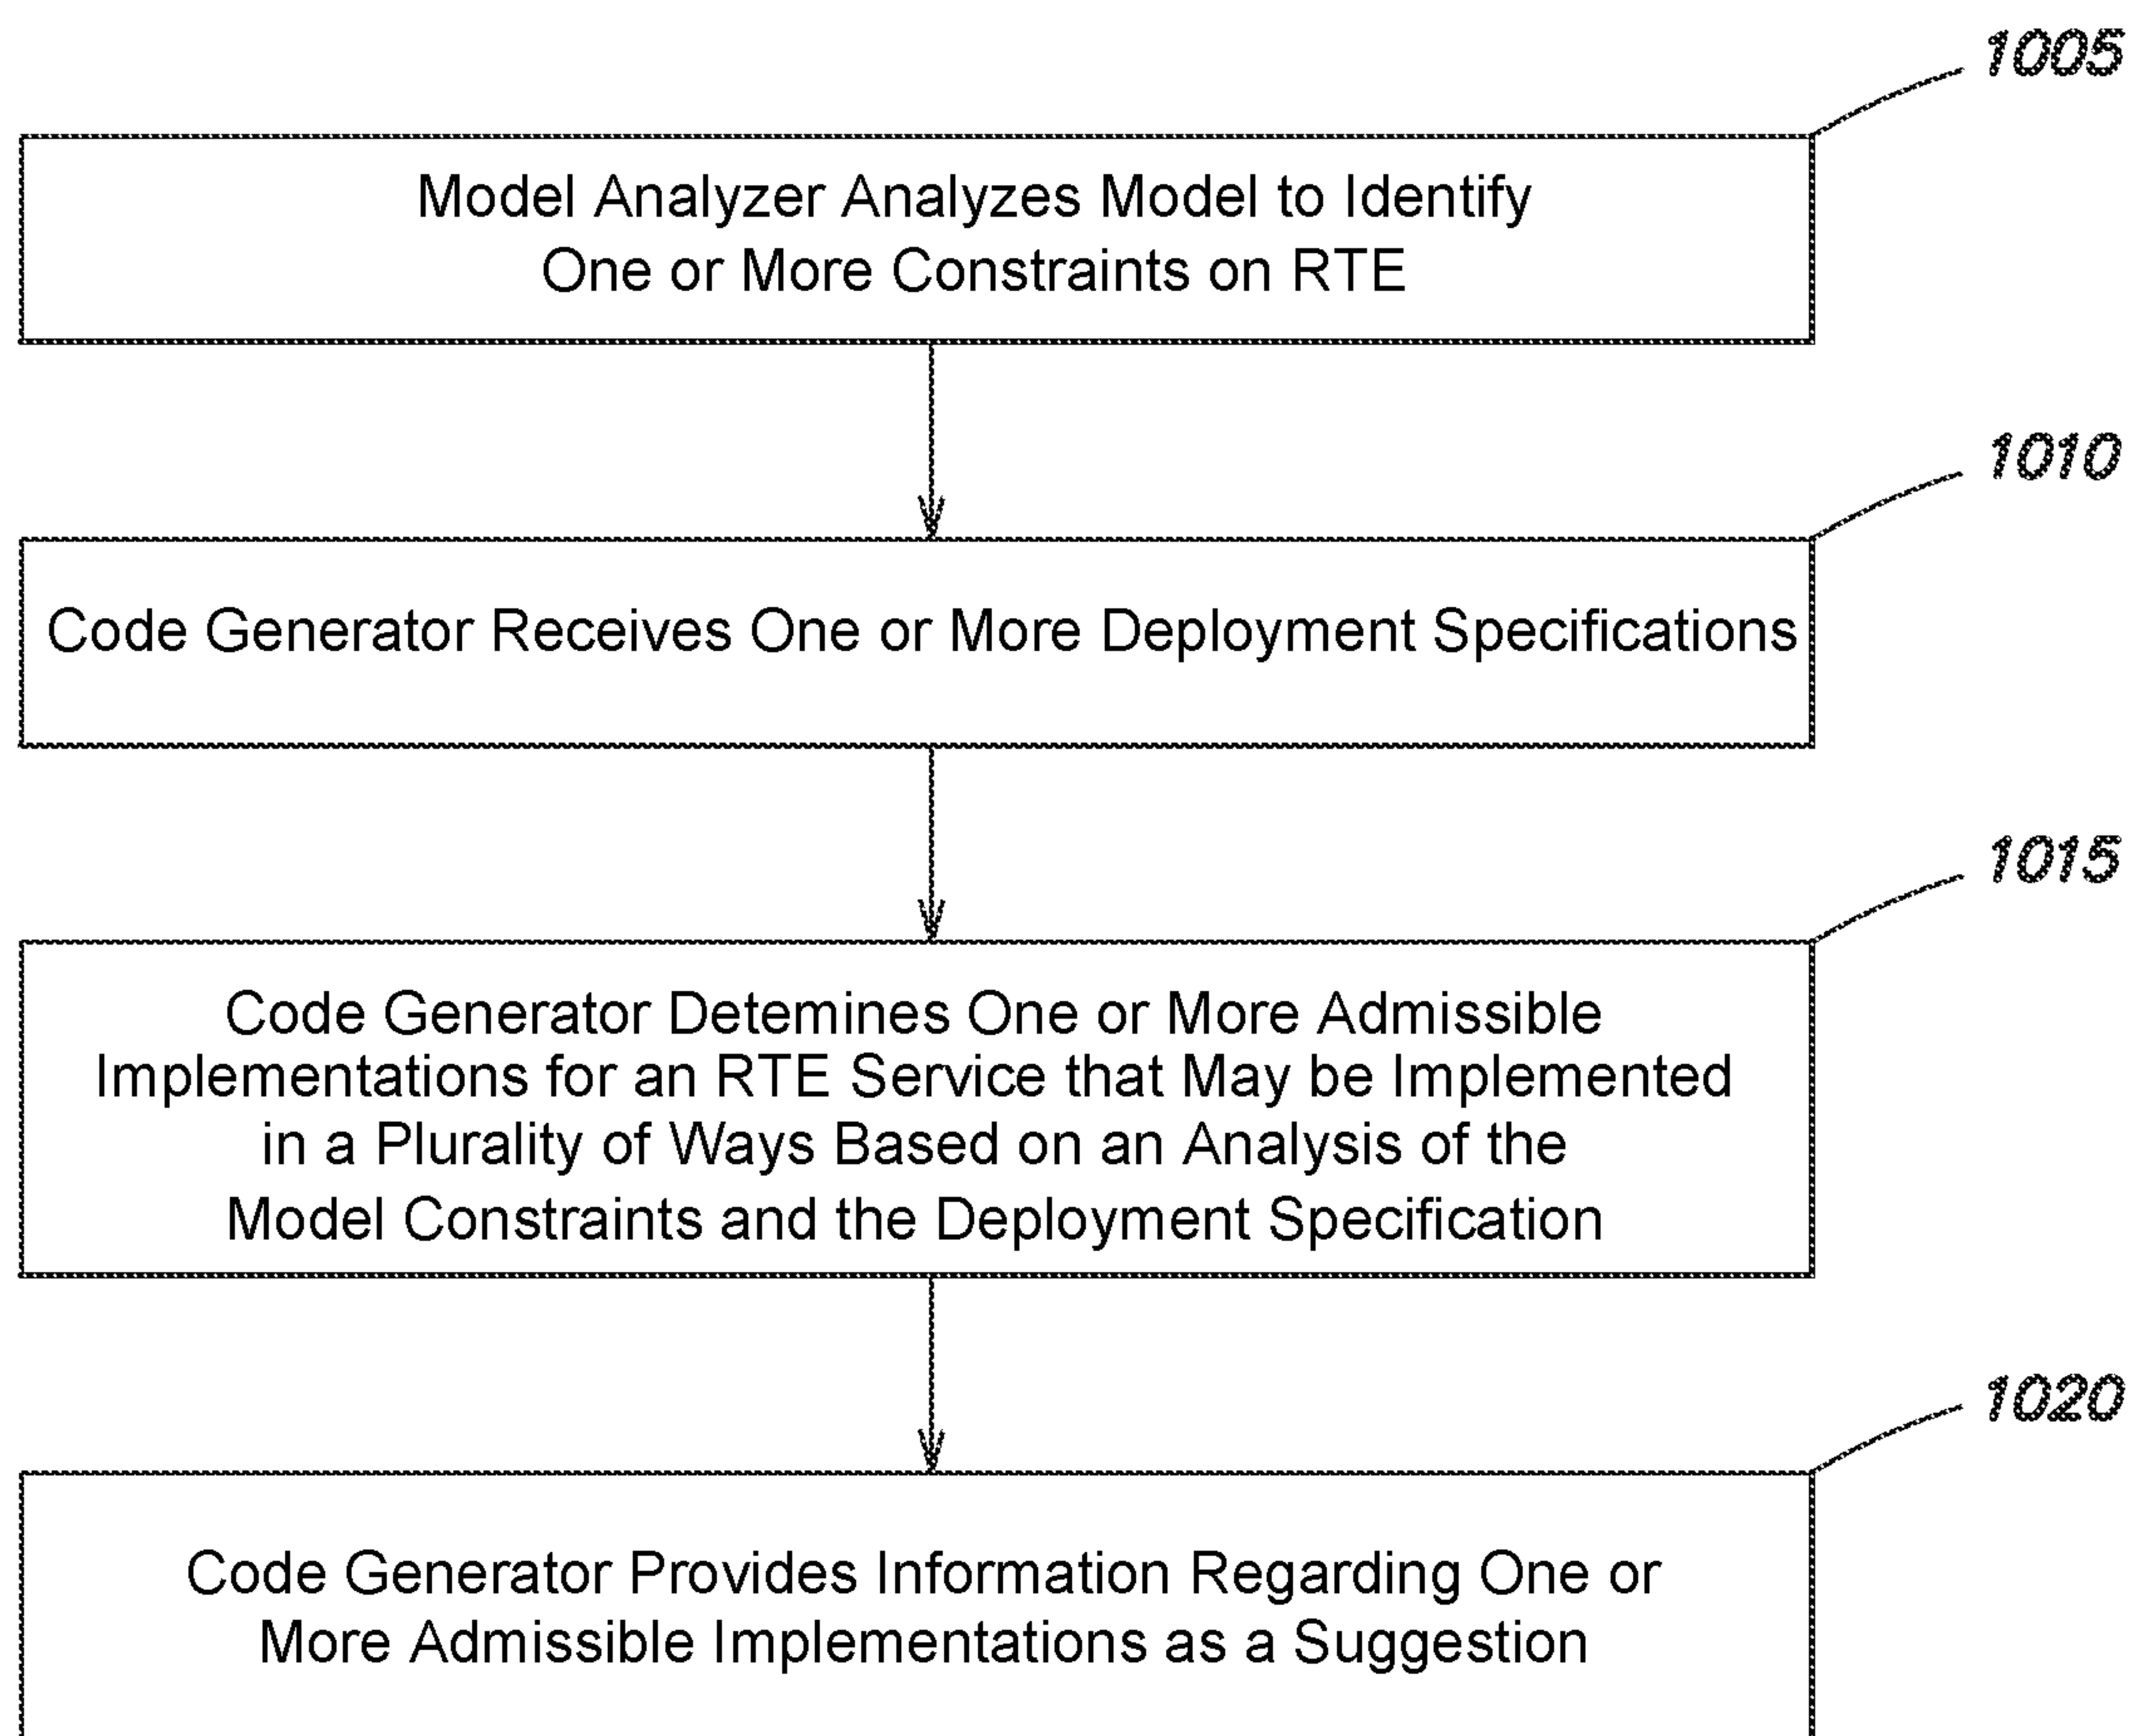 1005
Model Analyzer Analyzes Model to Identify
One or More Constraints on RTE
1010
Code Generator Receives One or More Deployment Specifications
1015
Code Generator Detemines One or More Admissible
Implementations for an RTE Service that May be Implemented
in a Plurality of Ways Based on an Analysis of the
Model Constraints and the Deployment Specification
1020
Code Generator Provides Information Regarding One or
More Admissible Implementations as a Suggestion